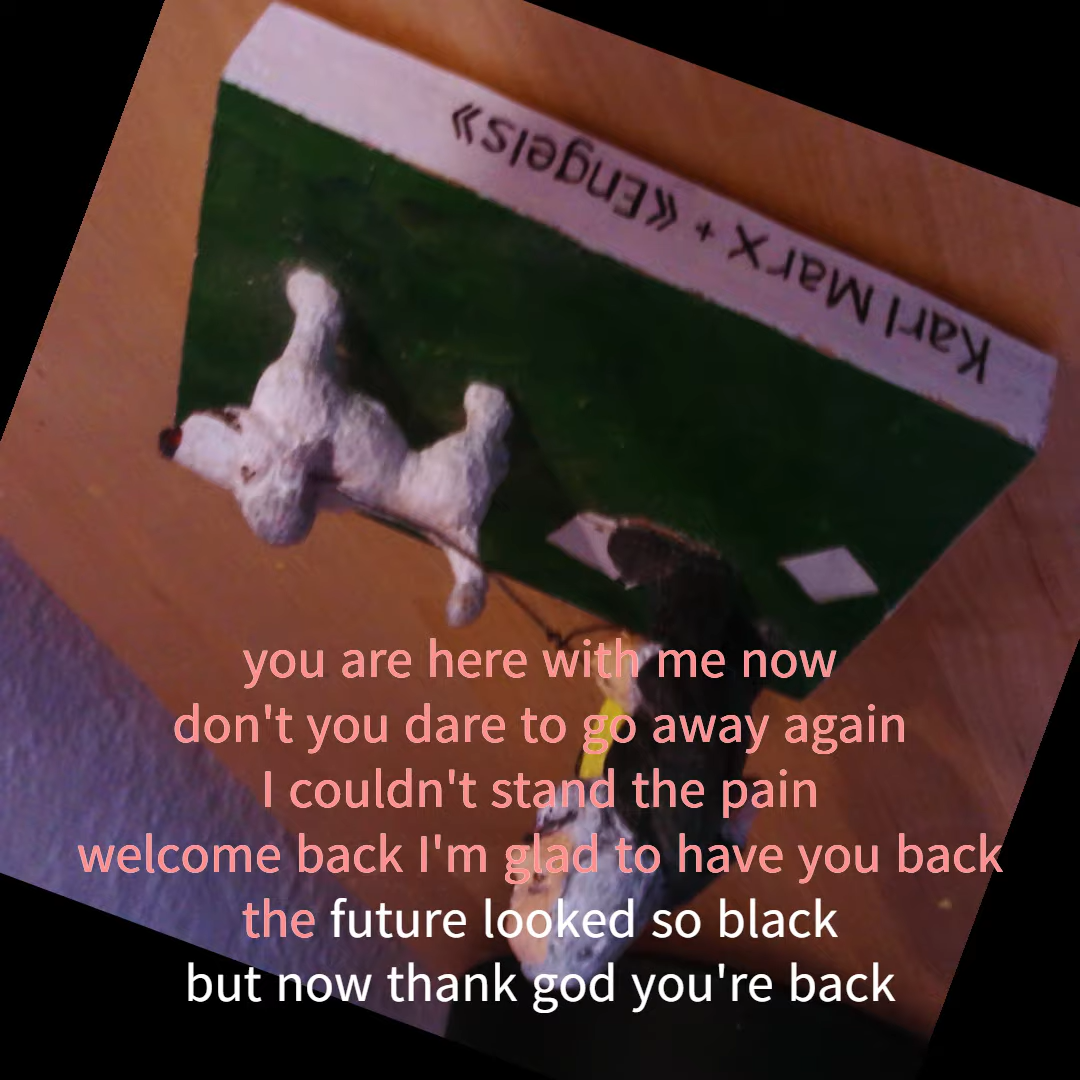 Karl Marx + «Engels»
you are here with me now
don't you dare to go away again
I couldn't stand the pain
welcome back I'm glad to have you back
the future looked so black
but now thank god you're back